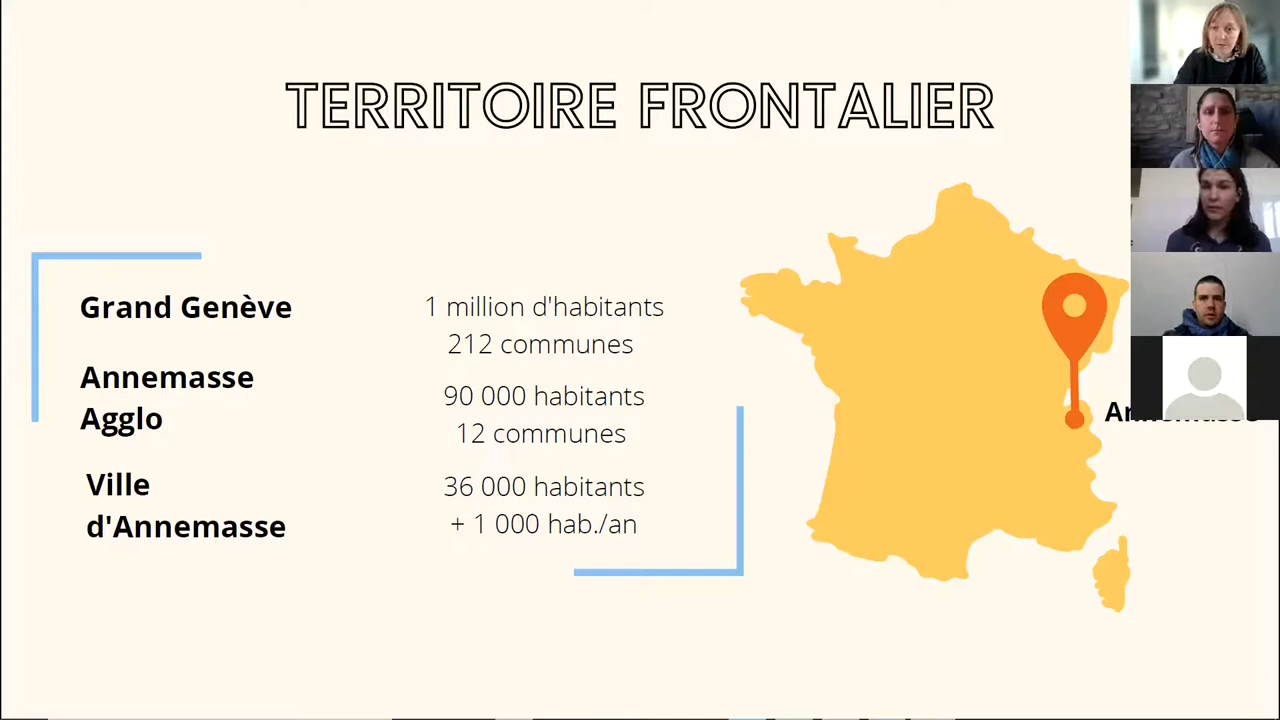 TERRITOIRE FRONTALIER
Grand Genève
1 million d'habitants
212 communes
Annemasse
Agglo
90 000 habitants
12 communes
Ville
d'Annemasse
36 000 habitants
+ 1 000 hab./an